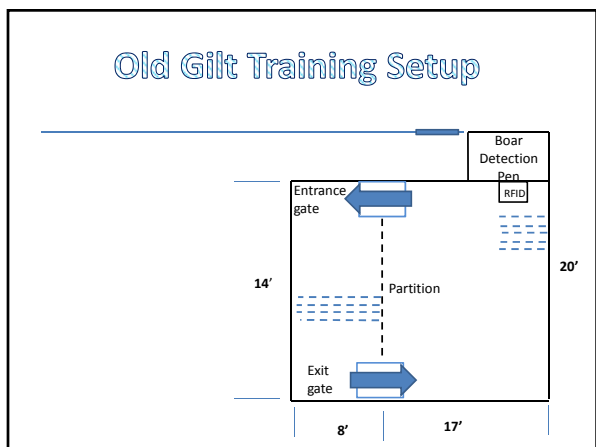 Old Gilt Training Setup
Boar
Detection
Pen
RFID
Entrance
gate
20’
14’
Partition
Exit
gate
8’
17’